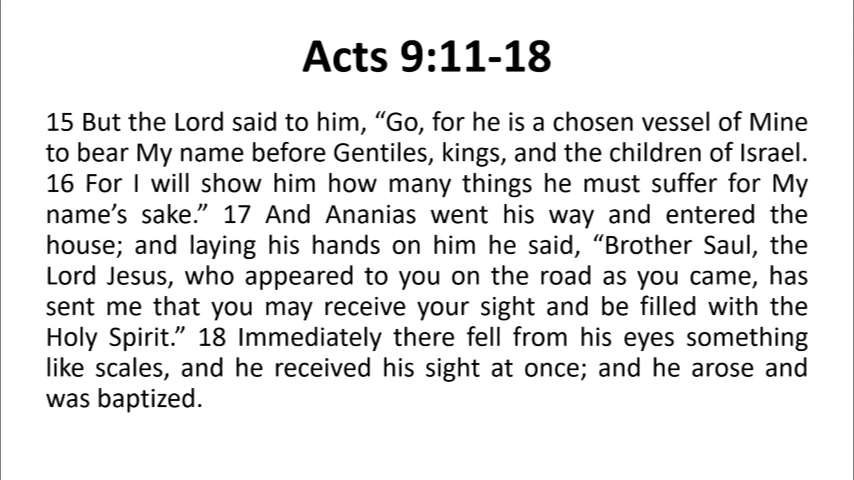 Acts 9:11-18
15 But the Lord said to him, “Go, for he is a chosen vessel of Mine
to bear My name before Gentiles, kings, and the children of Israel.
16 For I will show him how many things he must suffer for My
name’s sake.” 17 And Ananias went his way and entered the
house; and laying his hands on him he said, “Brother Saul, the
Lord Jesus, who appeared to you on the road as you came, has
sent me that you may receive your sight and be filled with the
Holy Spirit.” 18 Immediately there fell from his eyes something
like scales, and he received his sight at once; and he arose and
was baptized.